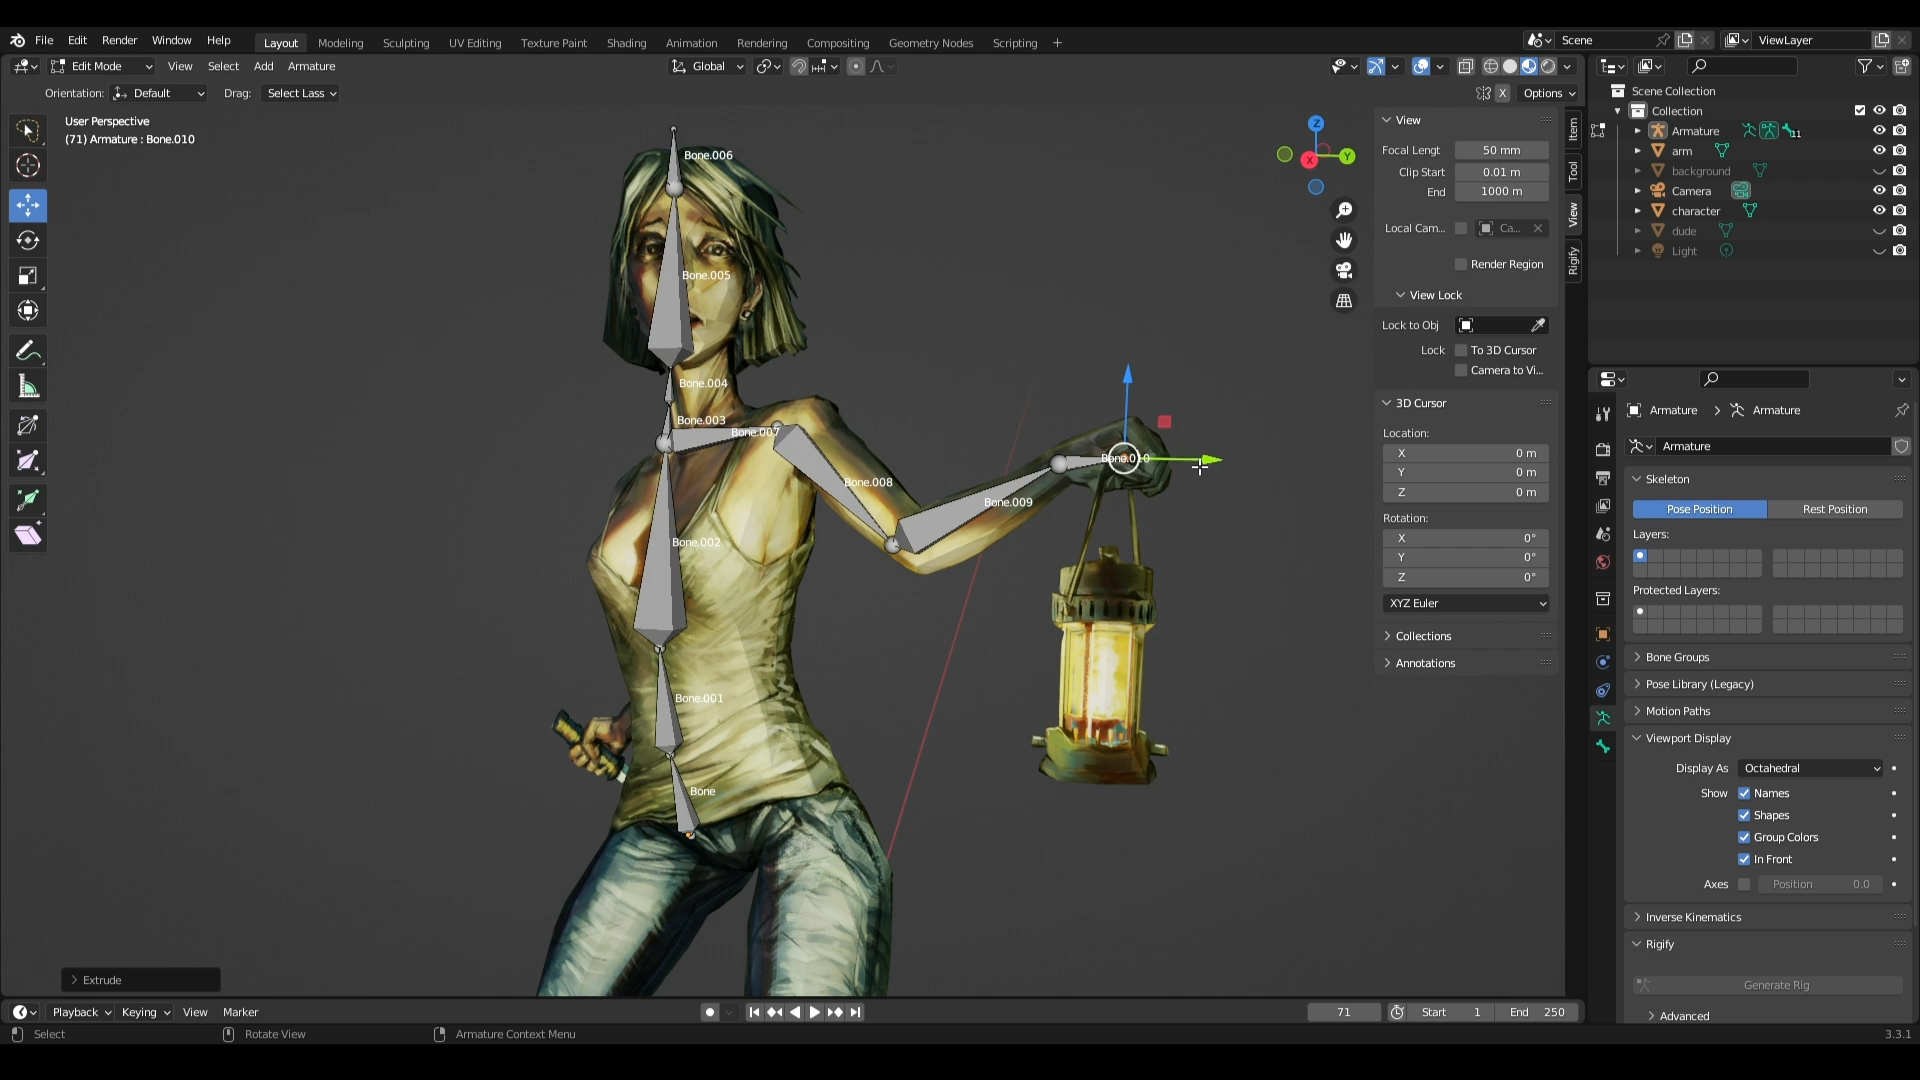 File Edit Render Window Help Layout Modeling Sculpting UV Editing Texture Paint Shading Animation Rendering Compositing Geometry Nodes Scripting + Scene ViewLayer
Edit Mode View Select Add Armature Global
Orientation: Default Drag: Select Lass X Options
User Perspective
(71) Armature : Bone.010
Bone.006
Bone.005
Bone.004
Bone.003
Bone.007
Bone.008
Bone.010
Bone.009
Bone.002
Bone.001
Bone
Z
X
Y
View
Focal Lengt 50 mm
Clip Start 0.01 m
End 1000 m
Local Cam... Ca...
Render Region
View Lock
Lock to Obj
Lock To 3D Cursor
Camera to Vi...
3D Cursor
Location:
X 0 m
Y 0 m
Z 0 m
Rotation:
X 0°
Y 0°
Z 0°
XYZ Euler
Collections
Annotations
Item
Tool
View
Rigify
Scene Collection
Collection
Armature 11
arm
background
Camera
character
dude
Light
Armature > Armature
Armature
Skeleton
Pose Position Rest Position
Layers:
Protected Layers:
Bone Groups
Pose Library (Legacy)
Motion Paths
Viewport Display
Display As Octahedral
Show Names
Shapes
Group Colors
In Front
Axes Position 0.0
Inverse Kinematics
Rigify
Generate Rig
Advanced
Extrude
Playback Keying View Marker 71 Start 1 End 250
Select Rotate View Armature Context Menu 3.3.1